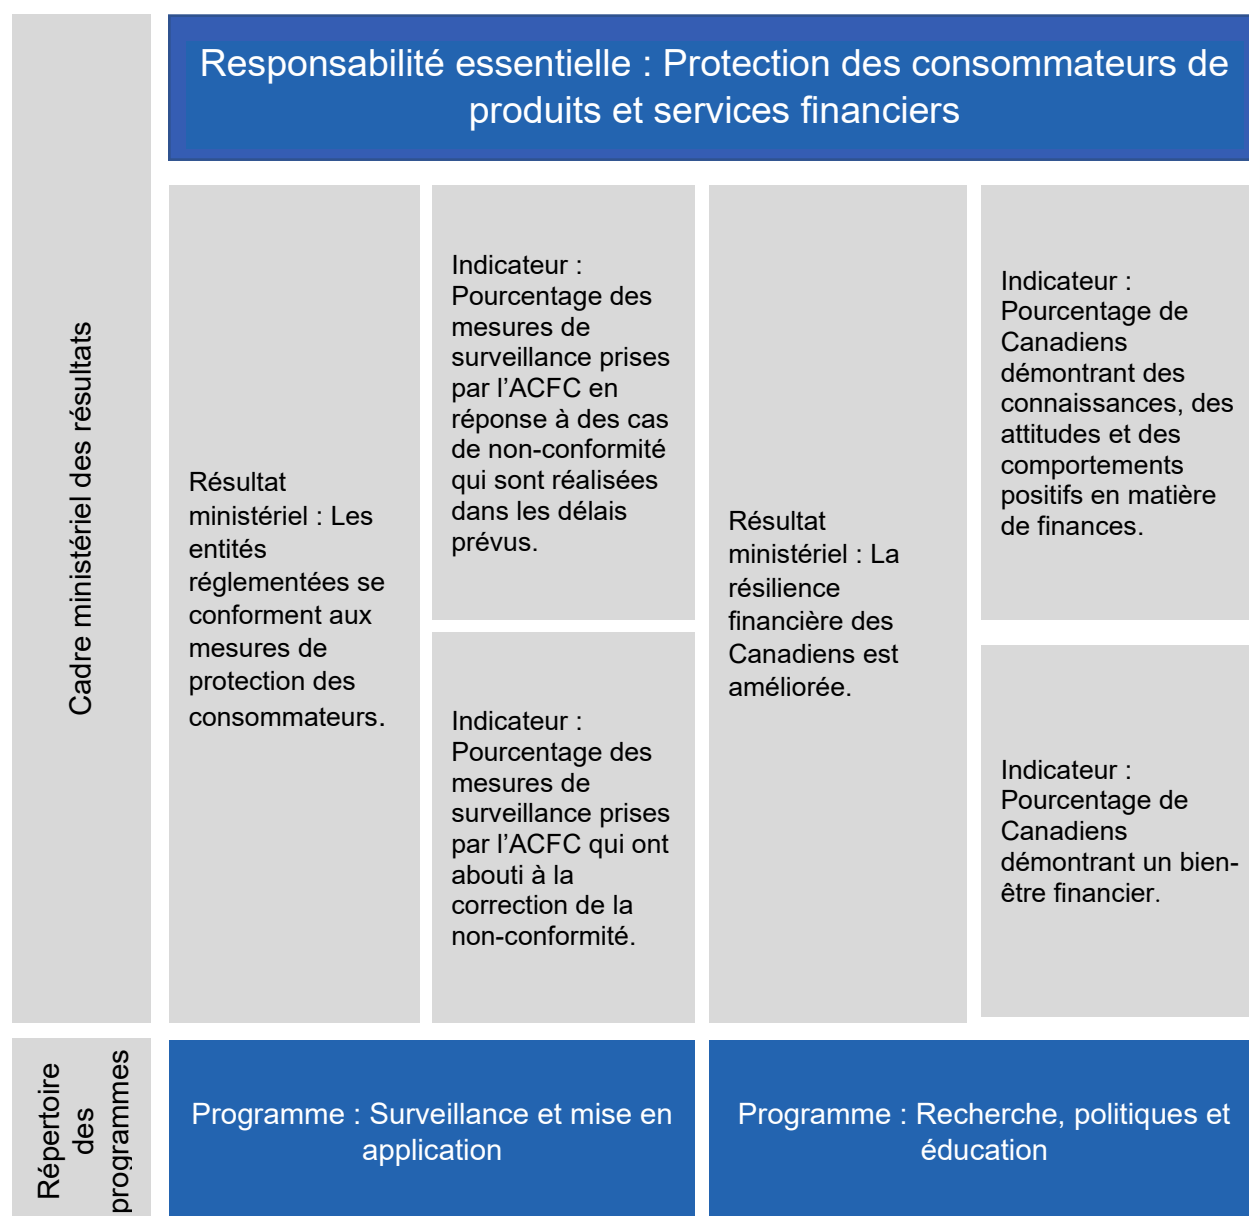 Responsabilité essentielle : Protection des consommateurs de
produits et services financiers
Cadre ministériel des résultats
Résultat
ministériel : Les
entités
réglementées se
conforment aux
mesures de
protection des
consommateurs.
Indicateur :
Pourcentage des
mesures de
surveillance prises
par l’ACFC en
réponse à des cas
de non-conformité
qui sont réalisées
dans les délais
prévus.
Indicateur :
Pourcentage des
mesures de
surveillance prises
par l’ACFC qui ont
abouti à la
correction de la
non-conformité.
Résultat
ministériel : La
résilience
financière des
Canadiens est
améliorée.
Indicateur :
Pourcentage de
Canadiens
démontrant des
connaissances, des
attitudes et des
comportements
positifs en matière
de finances.
Indicateur :
Pourcentage de
Canadiens
démontrant un bien-
être financier.
Répertoire
des
programmes
Programme : Surveillance et mise en
application
Programme : Recherche, politiques et
éducation